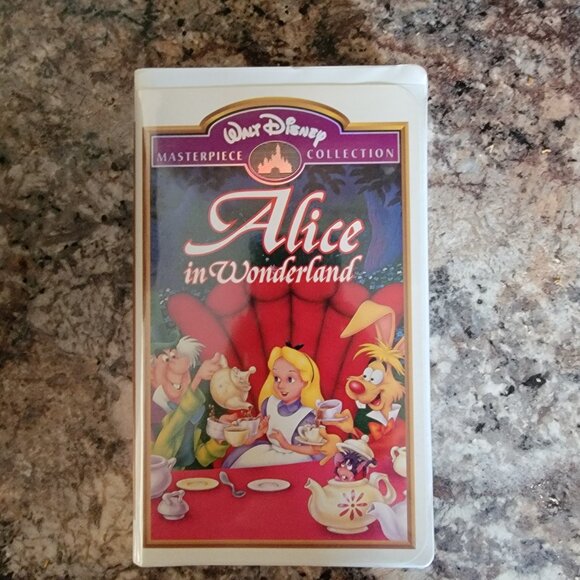 Walt Disney
MASTERPIECE COLLECTION
Alice
in Wonderland